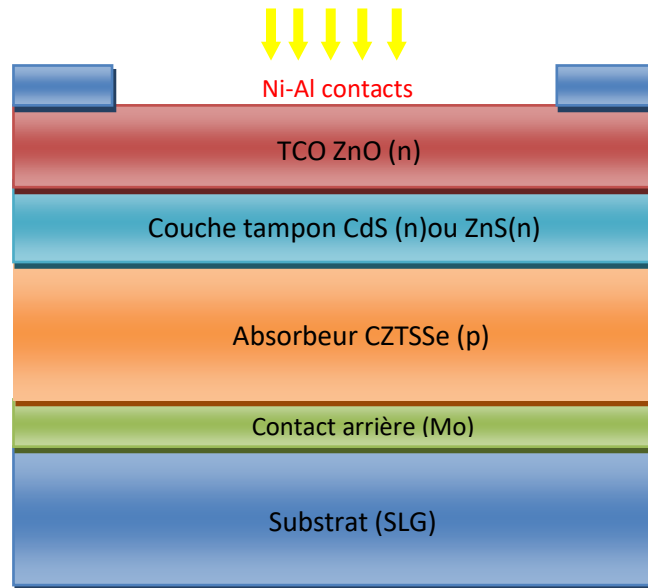 Ni-Al contacts
TCO ZnO (n)
Couche tampon CdS (n)ou ZnS(n)
Absorbeur CZTSSe (p)
Contact arrière (Mo)
Substrat (SLG)